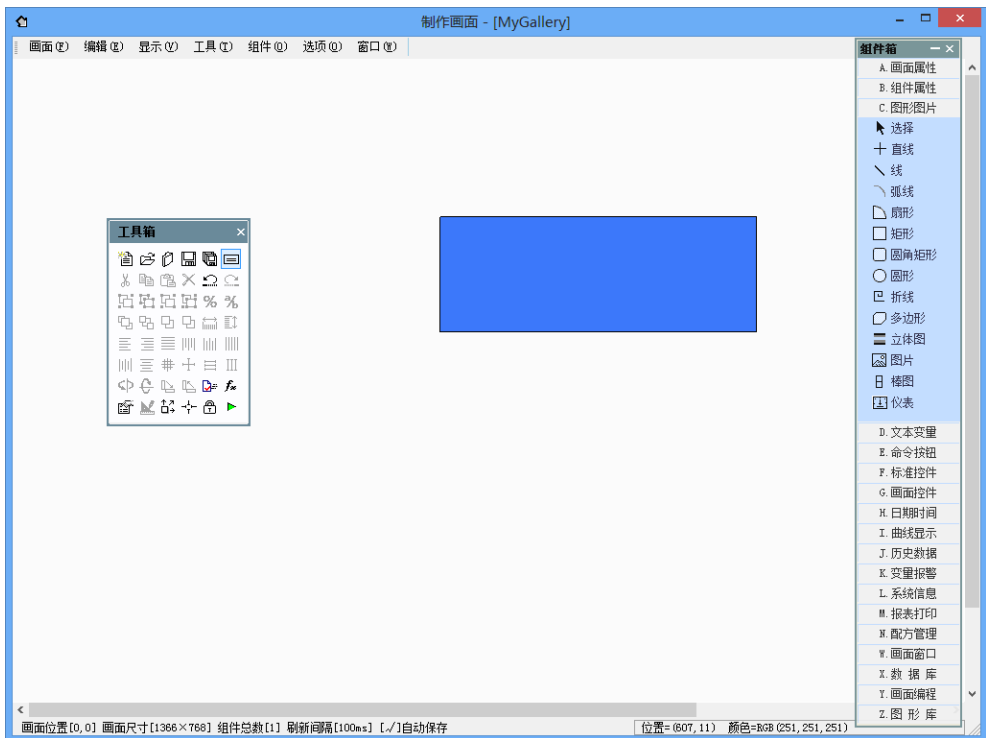 制作画面 - [MyGallery]
画面(F) 编辑(E) 显示(V) 工具(T) 组件(O) 选项(O) 窗口(W)
组件箱
A.画面属性
B.组件属性
C.图形图片
选择
直线
线
弧线
扇形
矩形
圆角矩形
圆形
折线
多边形
立体图
图片
棒图
仪表
D.文本变量
E.命令按钮
F.标准控件
G.画面控件
H.日期时间
I.曲线显示
J.历史数据
K.变量报警
L.系统信息
M.报表打印
N.配方管理
W.画面窗口
X.数 据 库
Y.画面编程
Z.图 形 库
工具箱
画面位置[0,0] 画面尺寸[1366×768] 组件总数[1] 刷新间隔[100ms] [√]自动保存
位置=(607,11) 颜色=RGB(251,251,251)